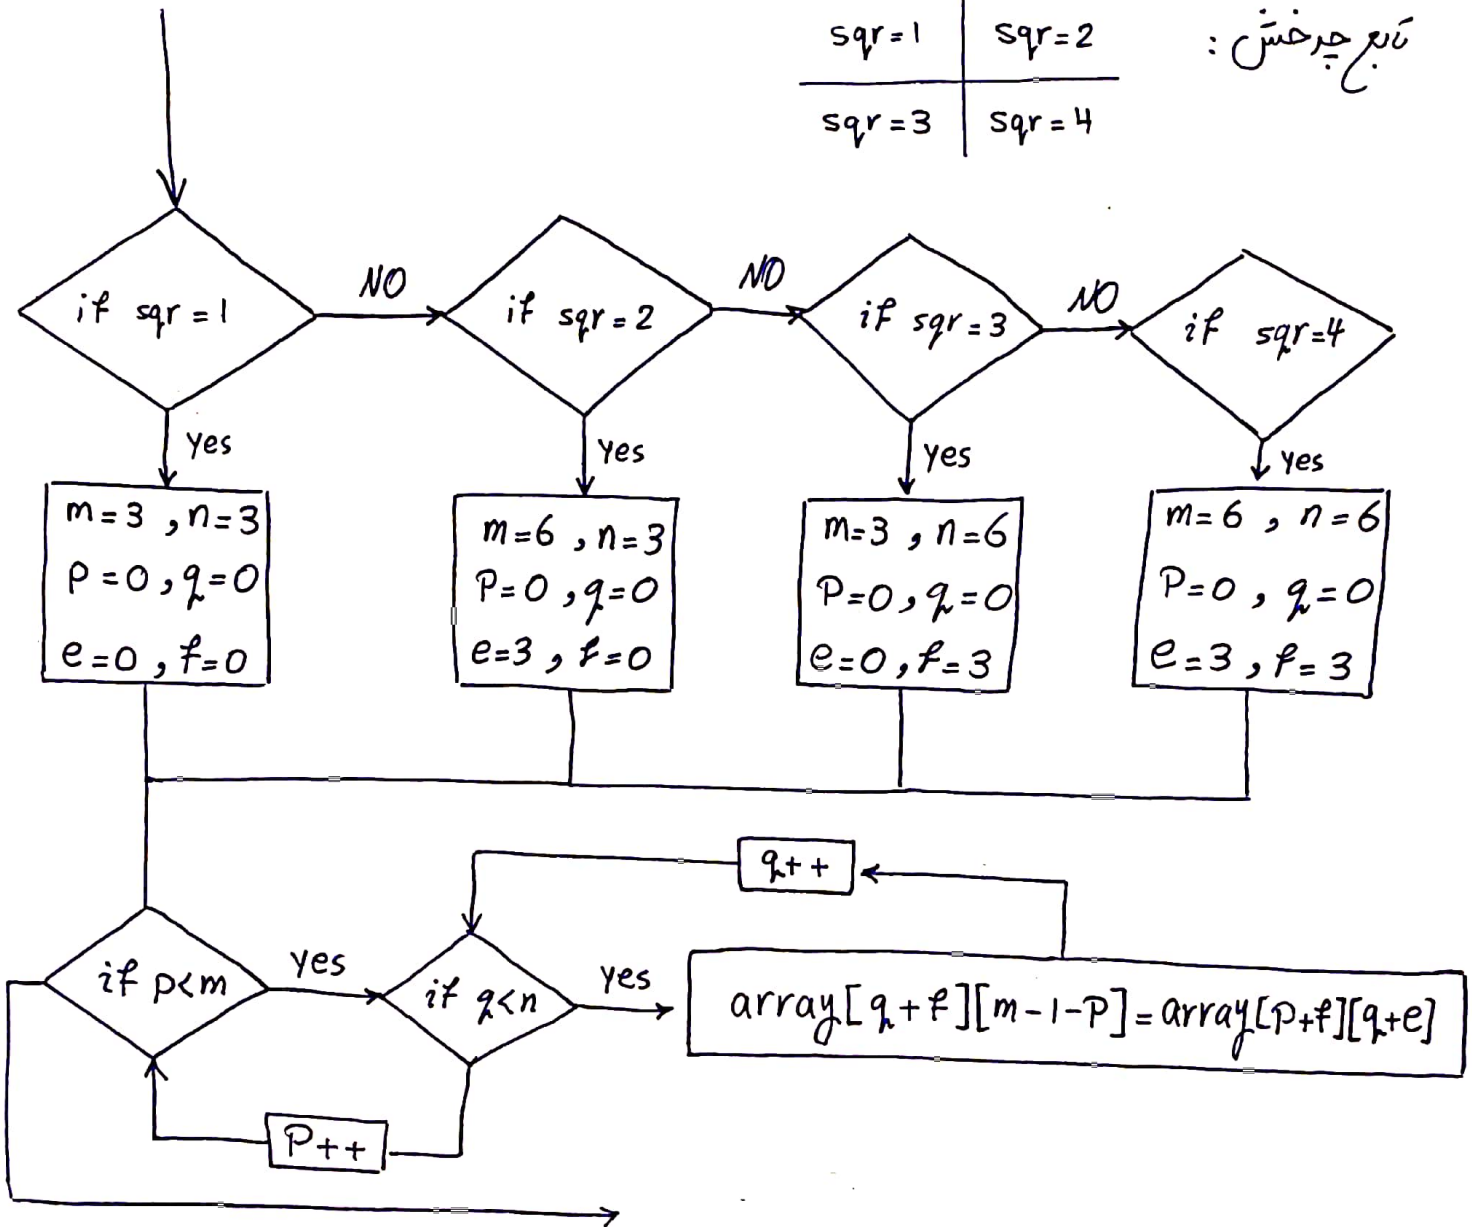 sqr=1 sqr=2 تابع چرخش :
sqr=3 sqr=4
if sqr=1 NO if sqr=2 NO if sqr=3 NO if sqr=4
yes yes yes yes
m=3 , n=3
P=0 , q=0
e=0 , f=0
m=6 , n=3
P=0 , q=0
e=3 , f=0
m=3 , n=6
P=0 , q=0
e=0 , f=3
m=6 , n=6
P=0 , q=0
e=3 , f=3
q++
if p<m yes if q<n yes array[q+f][m-1-P]=array[p+f][q+e]
P++